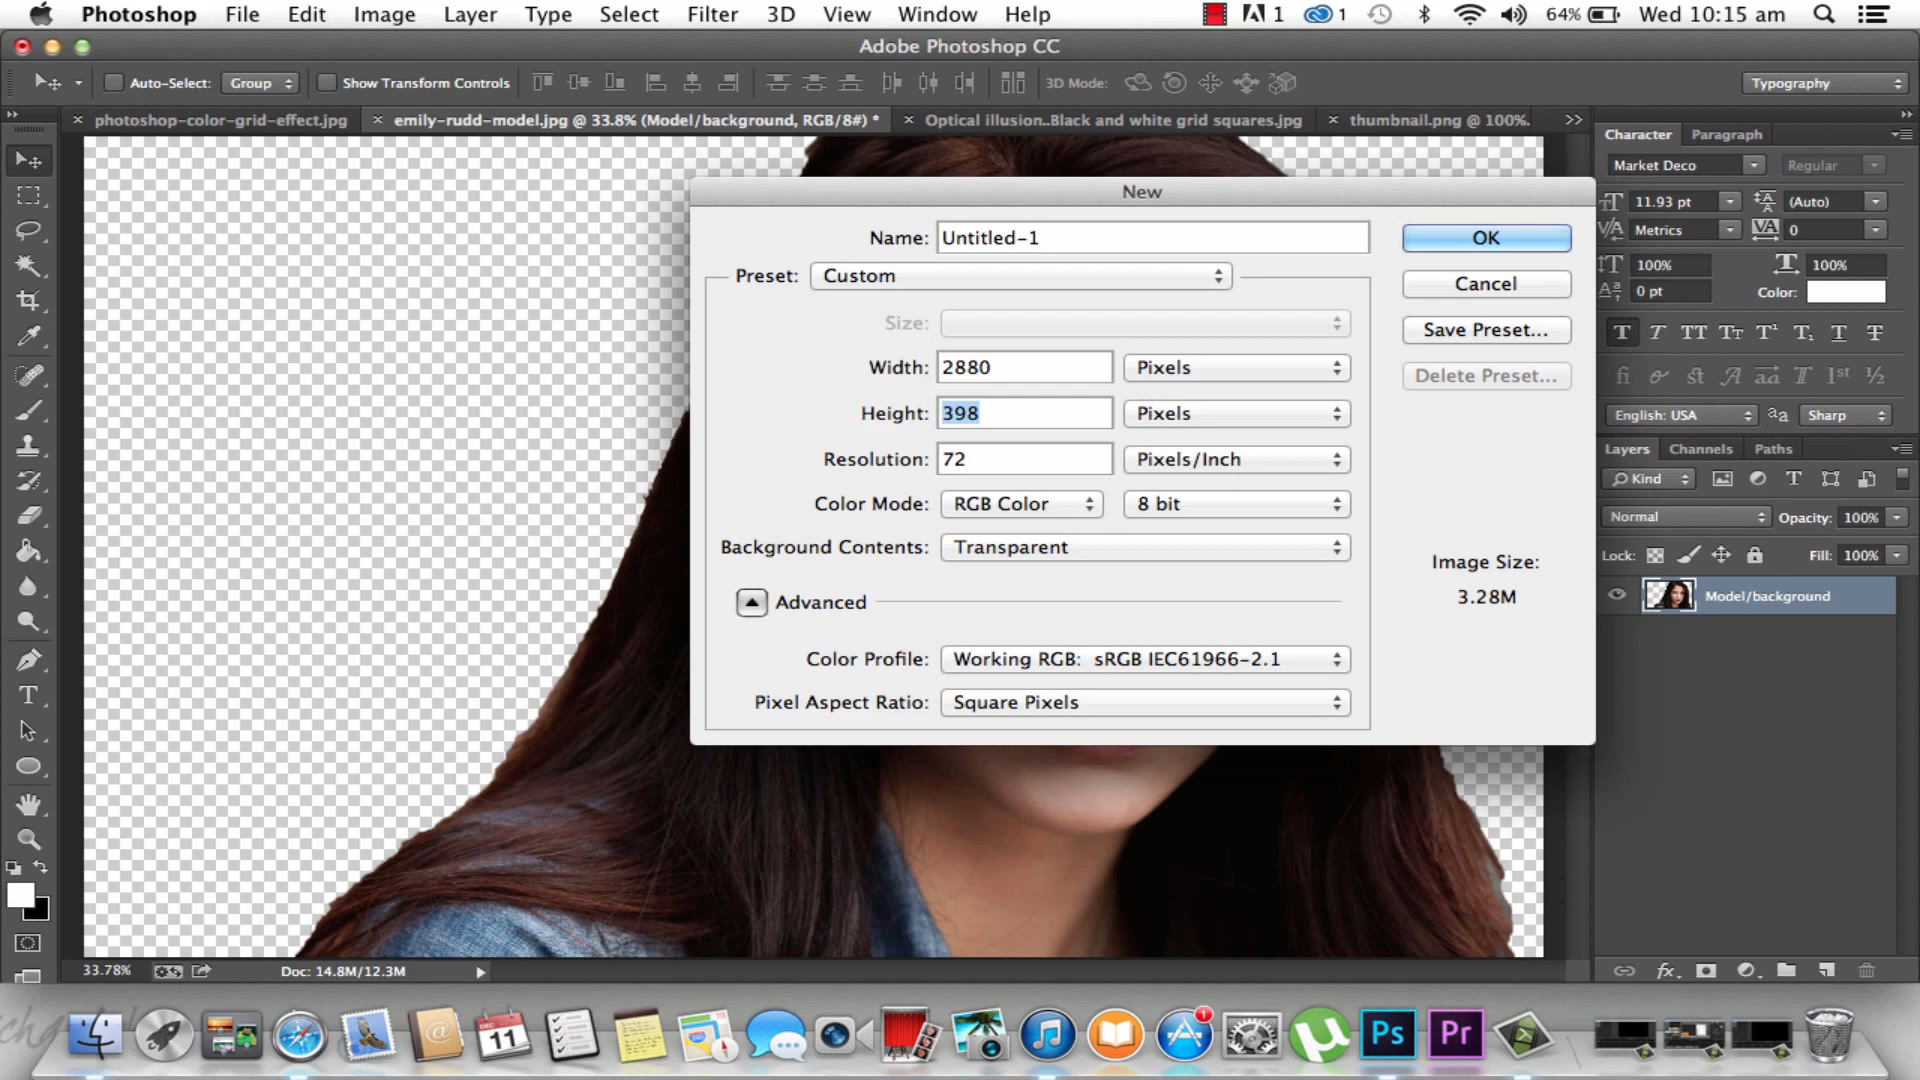 Photoshop File Edit Image Layer Type Select Filter 3D View Window Help 1 1 64% Wed 10:15 am
Adobe Photoshop CC
Auto-Select: Group Show Transform Controls 3D Mode: Typography
photoshop-color-grid-effect.jpg emily-rudd-model.jpg @ 33.8% (Model/background, RGB/8#) * Optical illusion..Black and white grid squares.jpg thumbnail.png @ 100%.
Character Paragraph
Market Deco Regular
11.93 pt (Auto)
Metrics 0
100% 100%
0 pt Color:
English: USA Sharp
Layers Channels Paths
Kind
Normal Opacity: 100%
Lock: Fill: 100%
Model/background
New
Name: Untitled-1
OK
Preset: Custom
Cancel
Size:
Save Preset...
Width: 2880 Pixels
Delete Preset...
Height: 398 Pixels
Resolution: 72 Pixels/Inch
Color Mode: RGB Color 8 bit
Background Contents: Transparent
Image Size:
3.28M
Advanced
Color Profile: Working RGB: sRGB IEC61966-2.1
Pixel Aspect Ratio: Square Pixels
33.78% Doc: 14.8M/12.3M
DEC
11
1
Ps
Pr